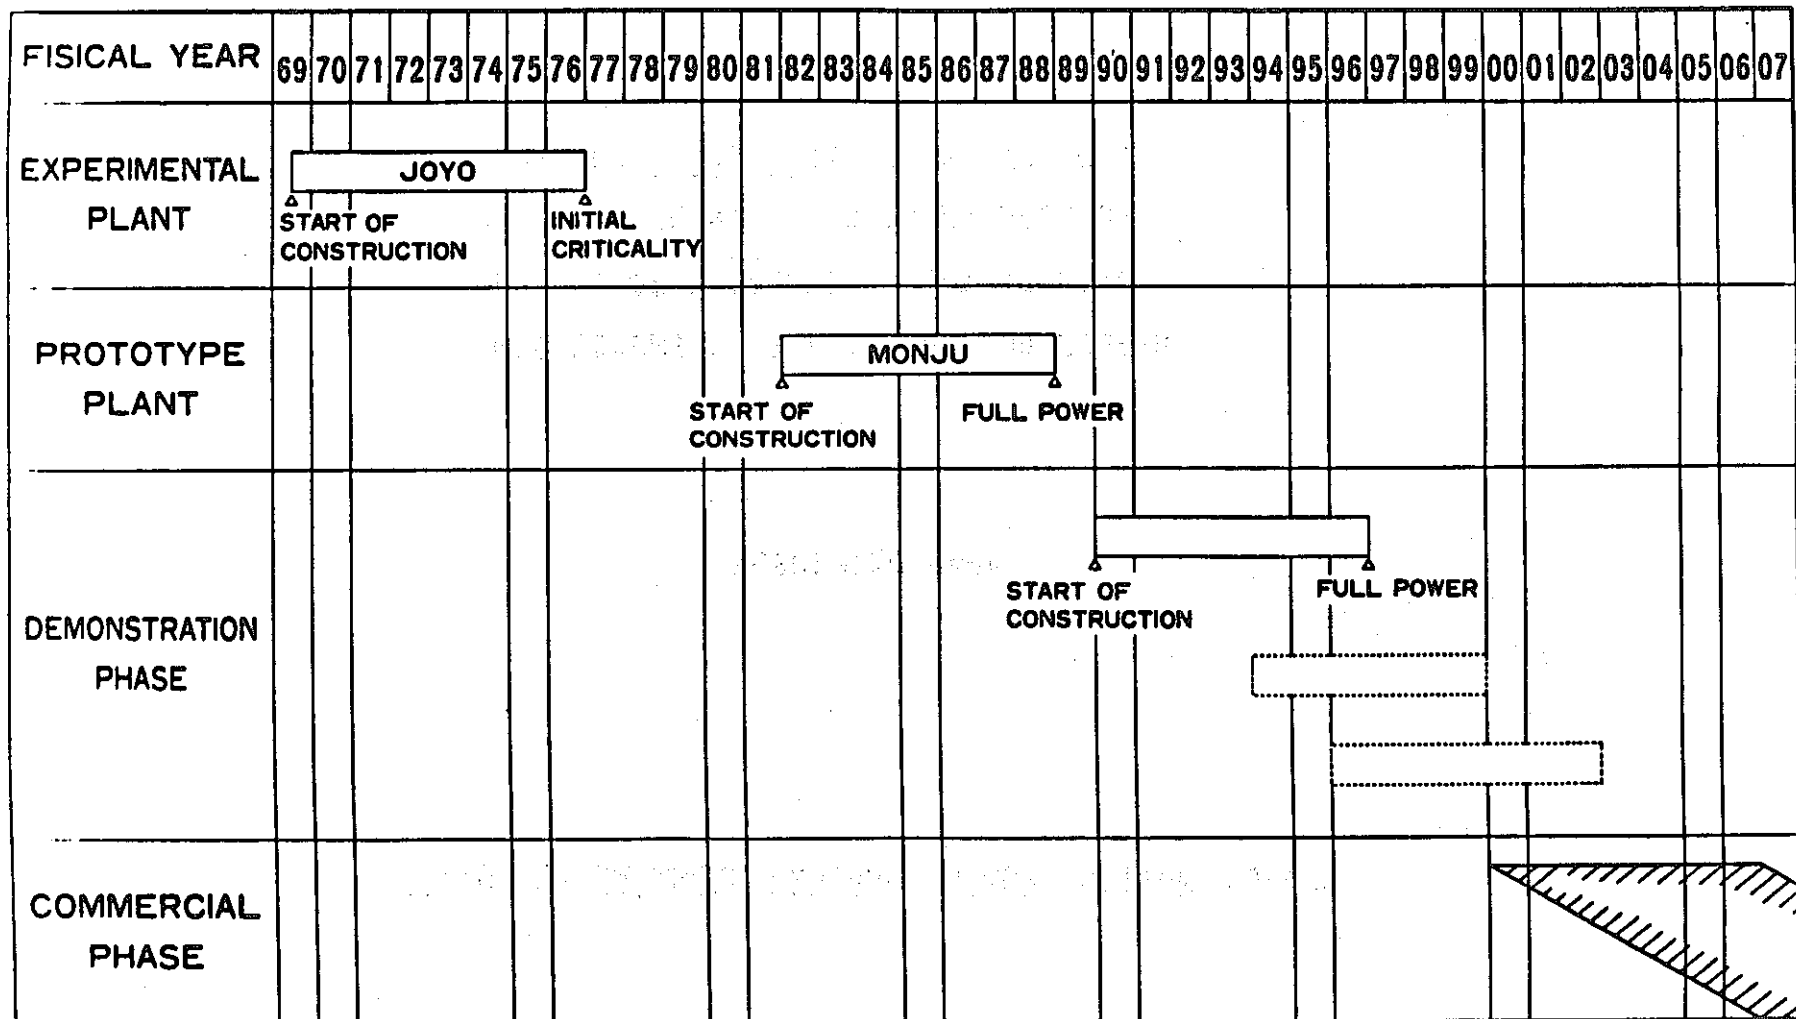 FISICAL YEAR 69 70 71 72 73 74 75 76 77 78 79 80 81 82 83 84 85 86 87 88 89 90 91 92 93 94 95 96 97 98 99 00 01 02 03 04 05 06 07
EXPERIMENTAL
PLANT
JOYO
START OF
CONSTRUCTION
INITIAL
CRITICALITY
PROTOTYPE
PLANT
MONJU
START OF
CONSTRUCTION
FULL POWER
DEMONSTRATION
PHASE
START OF
CONSTRUCTION
FULL POWER
COMMERCIAL
PHASE